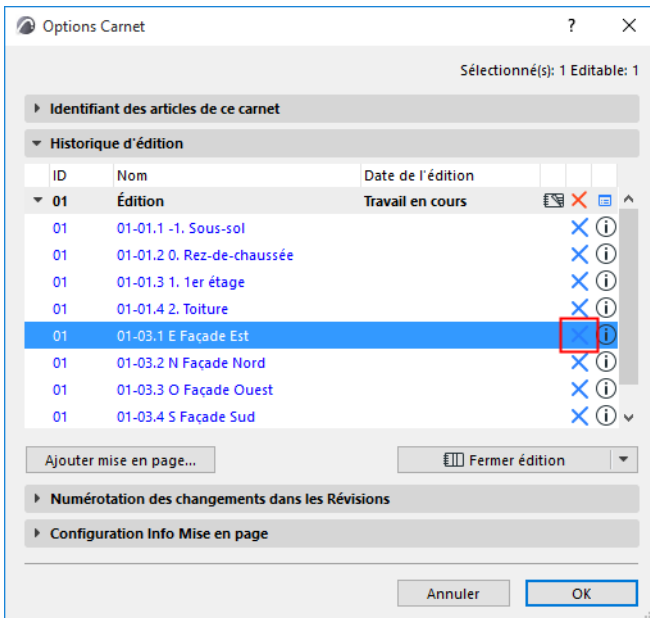 Options Carnet
?
Sélectionné(s): 1 Editable: 1
Identifiant des articles de ce carnet
Historique d'édition
ID Nom Date de l'édition
01 Édition Travail en cours
01 01-01.1 -1. Sous-sol
01 01-01.2 0. Rez-de-chaussée
01 01-01.3 1. 1er étage
01 01-01.4 2. Toiture
01 01-03.1 E Façade Est
01 01-03.2 N Façade Nord
01 01-03.3 O Façade Ouest
01 01-03.4 S Façade Sud
Ajouter mise en page... Fermer édition
Numérotation des changements dans les Révisions
Configuration Info Mise en page
Annuler OK